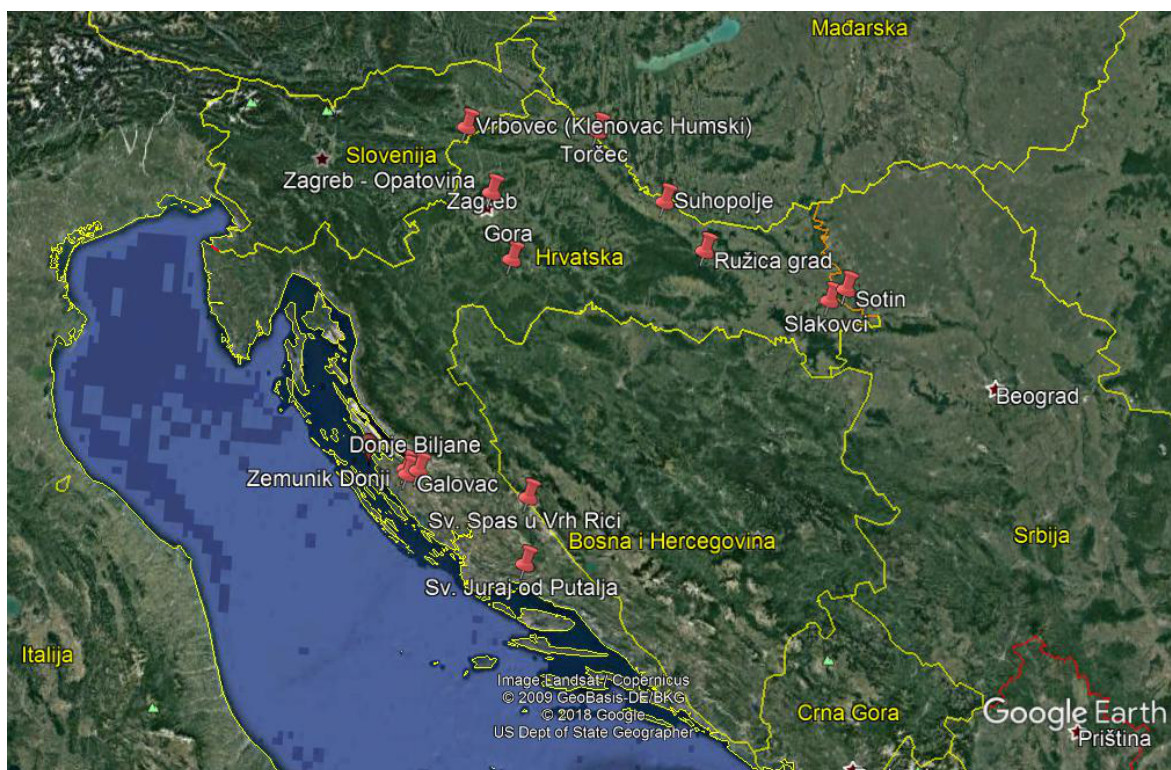 Mađarska
Vrbovec (Klenovac Humski)
Torčec
Slovenija
Zagreb - Opatovina
Zagreb
Suhopolje
Gora
Hrvatska
Ružica grad
Sotin
Slakovci
Beograd
Donje Biljane
Zemunik Donji
Galovac
Sv. Spas u Vrh Rici
Bosna i Hercegovina
Srbija
Sv. Juraj od Putalja
Italija
Image Landsat / Copernicus
© 2009 GeoBasis-DE/BKG
© 2018 Google
US Dept of State Geographer
Crna Gora
Google Earth
Priština